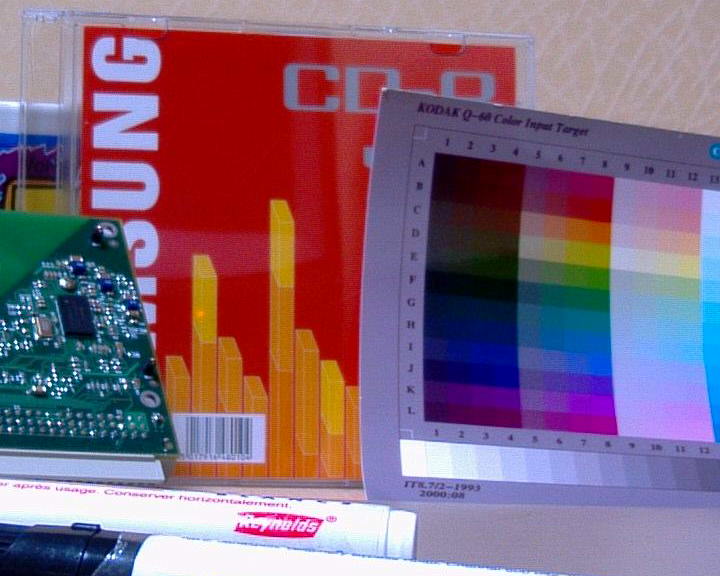 SAMSUNG
CD-R
KODAK Q-60 Color Input Target
1 2 3 4 5 6 7 8 9 10 11 12 13
A
B
C
D
E
F
G
H
I
J
K
L
1 2 3 4 5 6 7 8 9 10 11 12
IT8.7/2-1993
2000:08
après usage. Conserver horizontalement.
Reynolds®